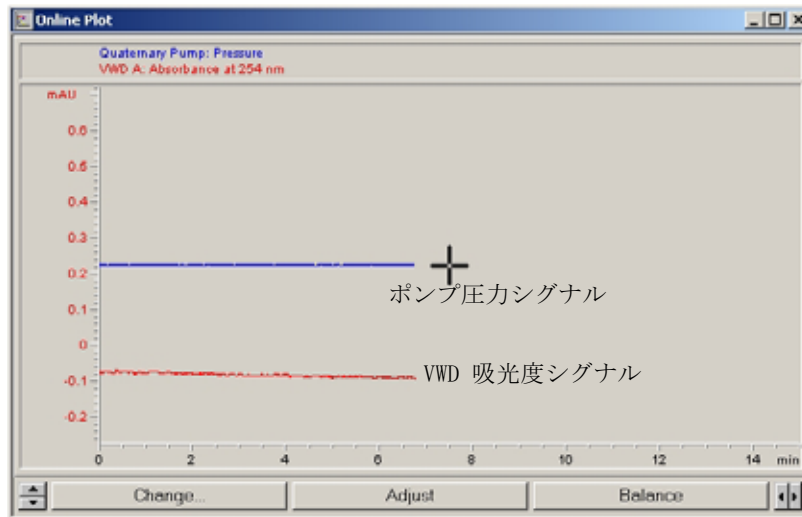 Online Plot
Quaternary Pump: Pressure
VWD A: Absorbance at 254 nm
mAU
0.6
0.5
0.4
0.3
0.2
0.1
0
-0.1
-0.2
ポンプ圧力シグナル
VWD 吸光度シグナル
0 2 4 6 8 10 12 14 min
Change... Adjust Balance